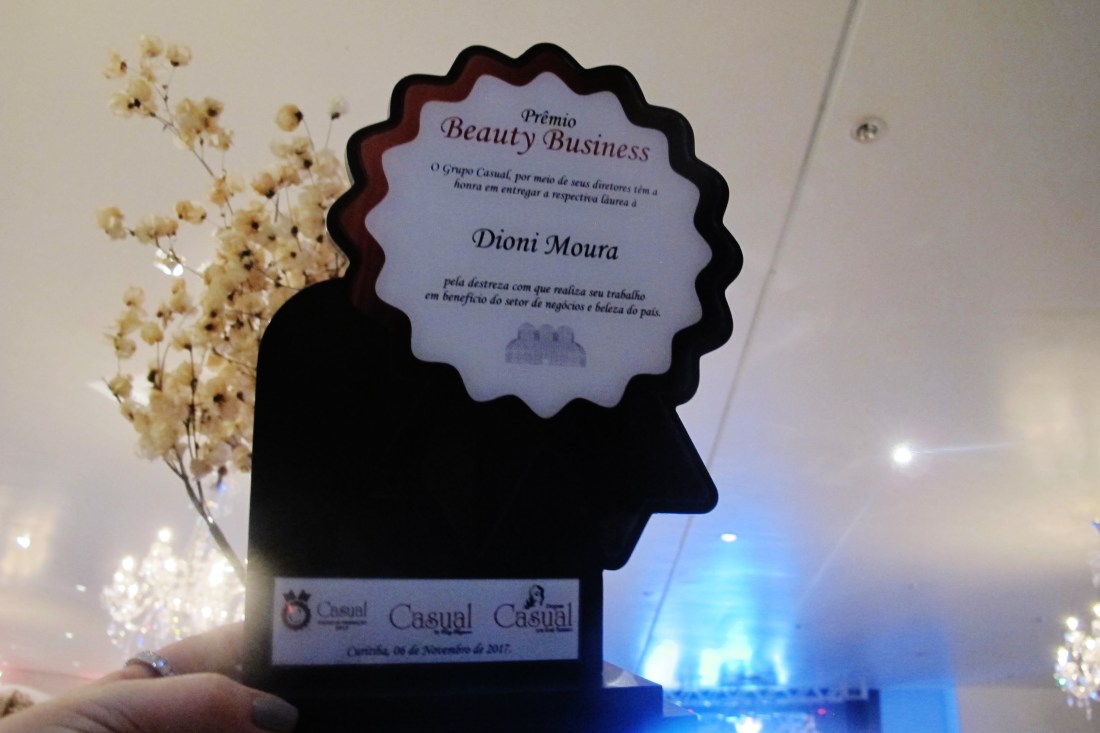 Prêmio
Beauty Business
O Grupo Casual, por meio de seus diretores têm a
honra em entregar a respectiva láurea à
Dioni Moura
pela destreza com que realiza seu trabalho
em benefício do setor de negócios e beleza do país.
Casual
Casual
Casual
Curitiba, 06 de Novembro de 2017.